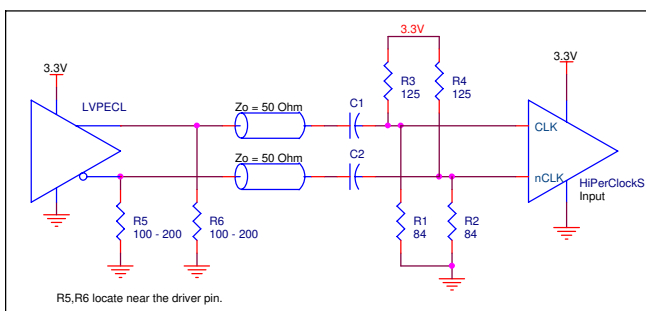 3.3V
3.3V
3.3V
LVPECL
R3
125
R4
125
Zo = 50 Ohm
C1
CLK
Zo = 50 Ohm
C2
nCLK
HiPerClockS
Input
R5
100 - 200
R6
100 - 200
R1
84
R2
84
R5,R6 locate near the driver pin.